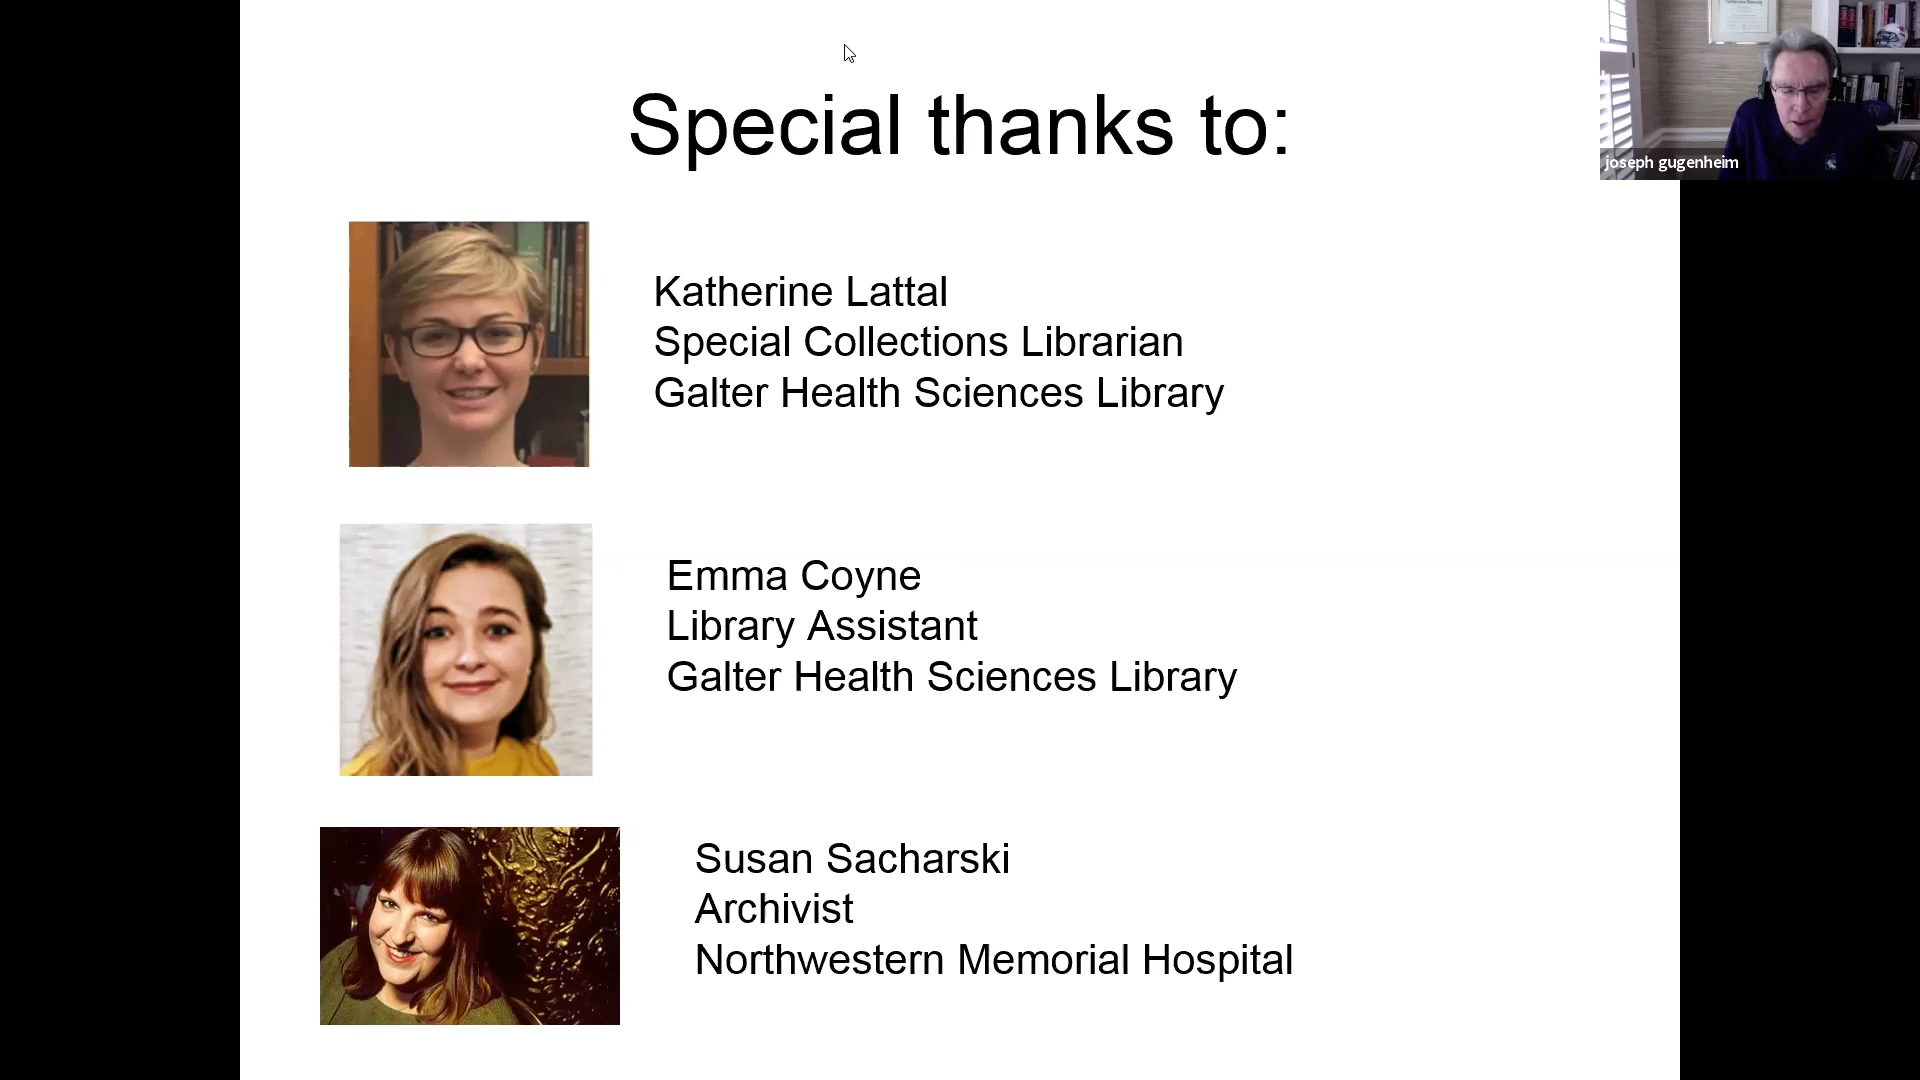 Special thanks to:
joseph gugenheim
Katherine Lattal
Special Collections Librarian
Galter Health Sciences Library
Emma Coyne
Library Assistant
Galter Health Sciences Library
Susan Sacharski
Archivist
Northwestern Memorial Hospital